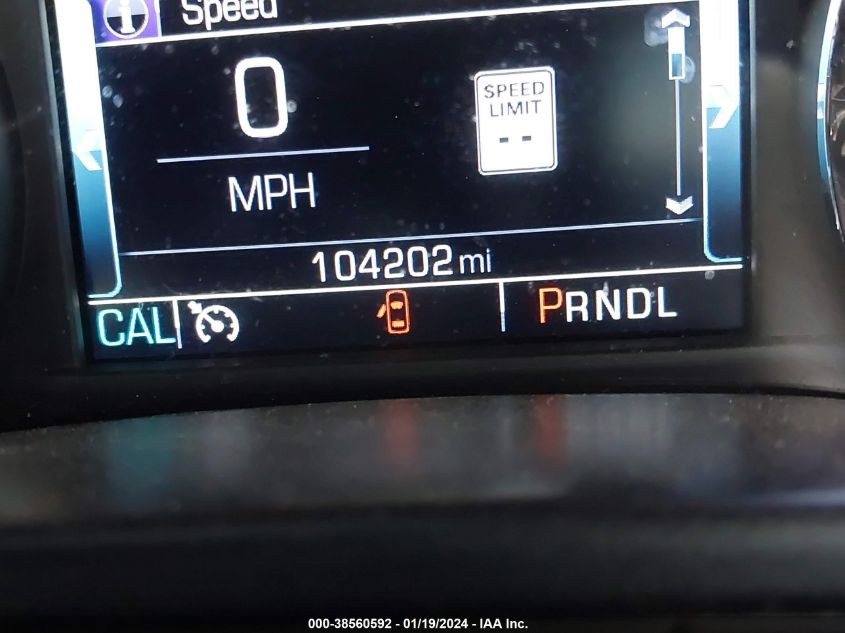 Speed
0
MPH
SPEED
LIMIT
--
104202 mi
CAL
PRNDL
000-38560592 - 01/19/2024 - IAA Inc.